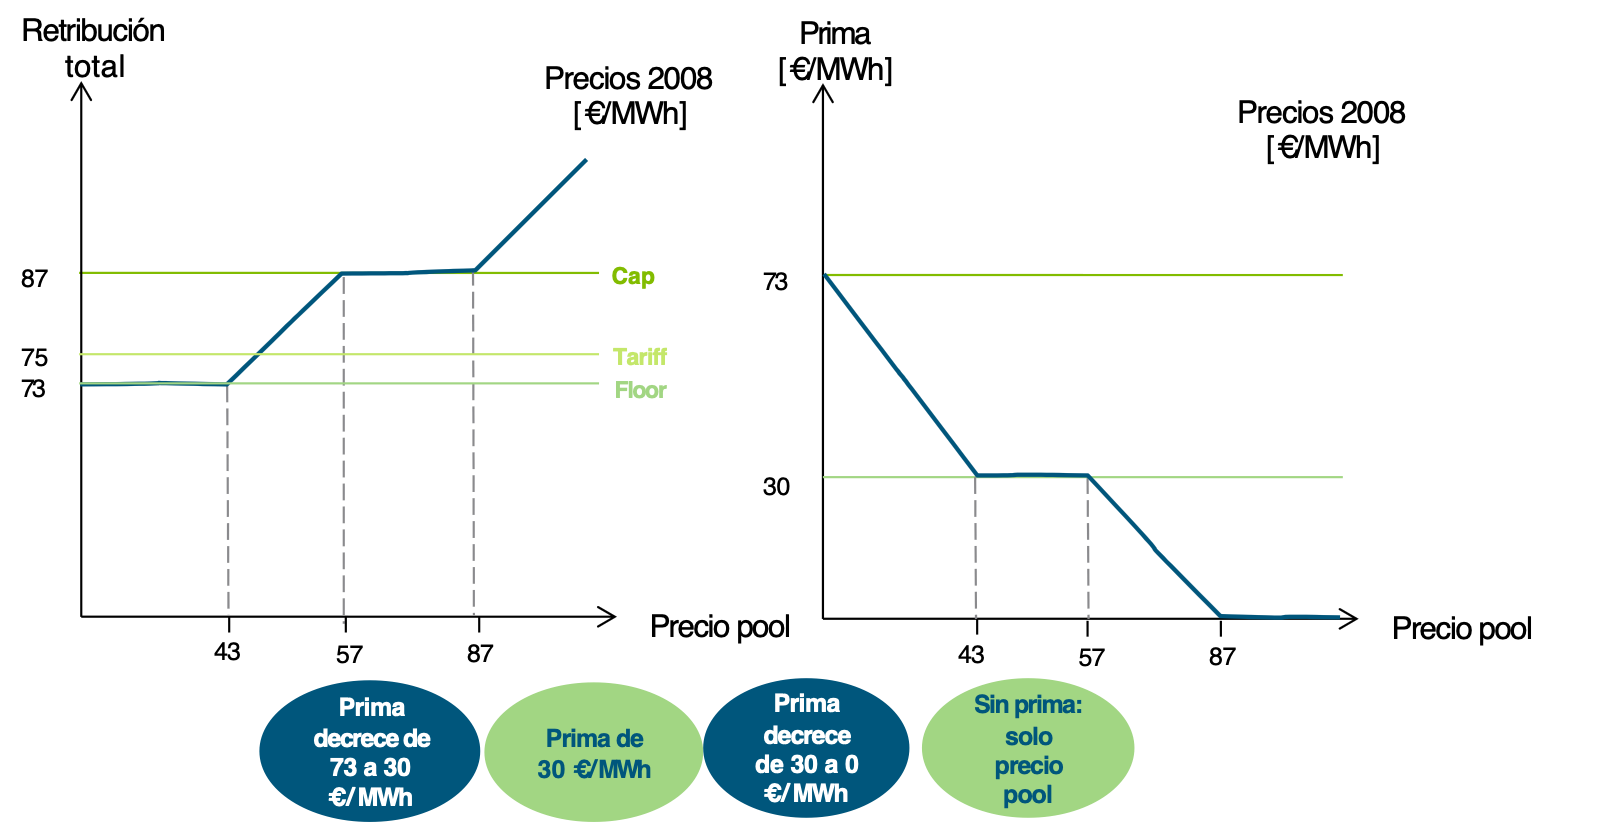 Retribución
total
Precios 2008
[€/MWh]
87
75
73
Cap
Tariff
Floor
43
57
87
Precio pool
Prima
[€/MWh]
Precios 2008
[€/MWh]
73
30
43
57
87
Precio pool
Prima
decrece de
73 a 30
€/MWh
Prima de
30 €/MWh
Prima
decrece
de 30 a 0
€/MWh
Sin prima:
solo
precio
pool